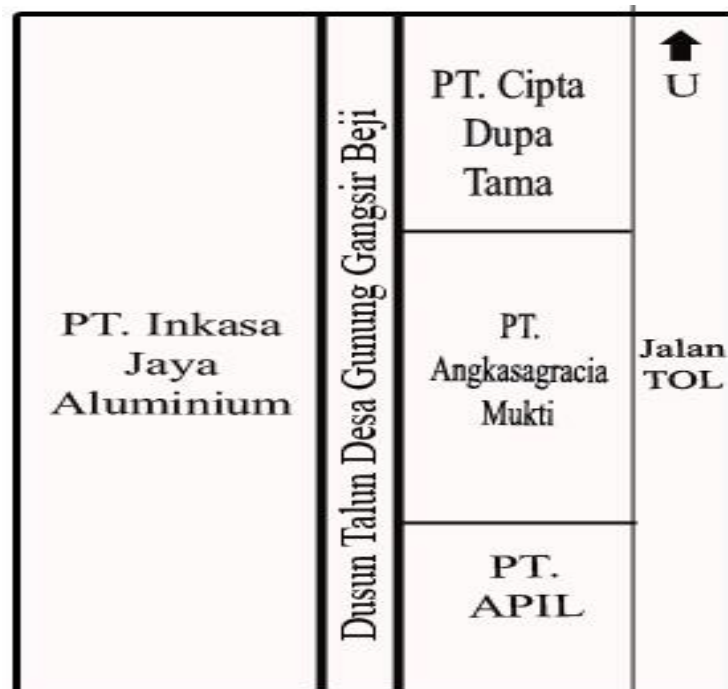 PT. Inkasa
Jaya
Aluminium
Dusun Talun Desa Gunung Gangsir Beji
PT. Cipta
Dupa
Tama
PT.
Angkasagracia
Mukti
PT.
APIL
U
Jalan
TOL